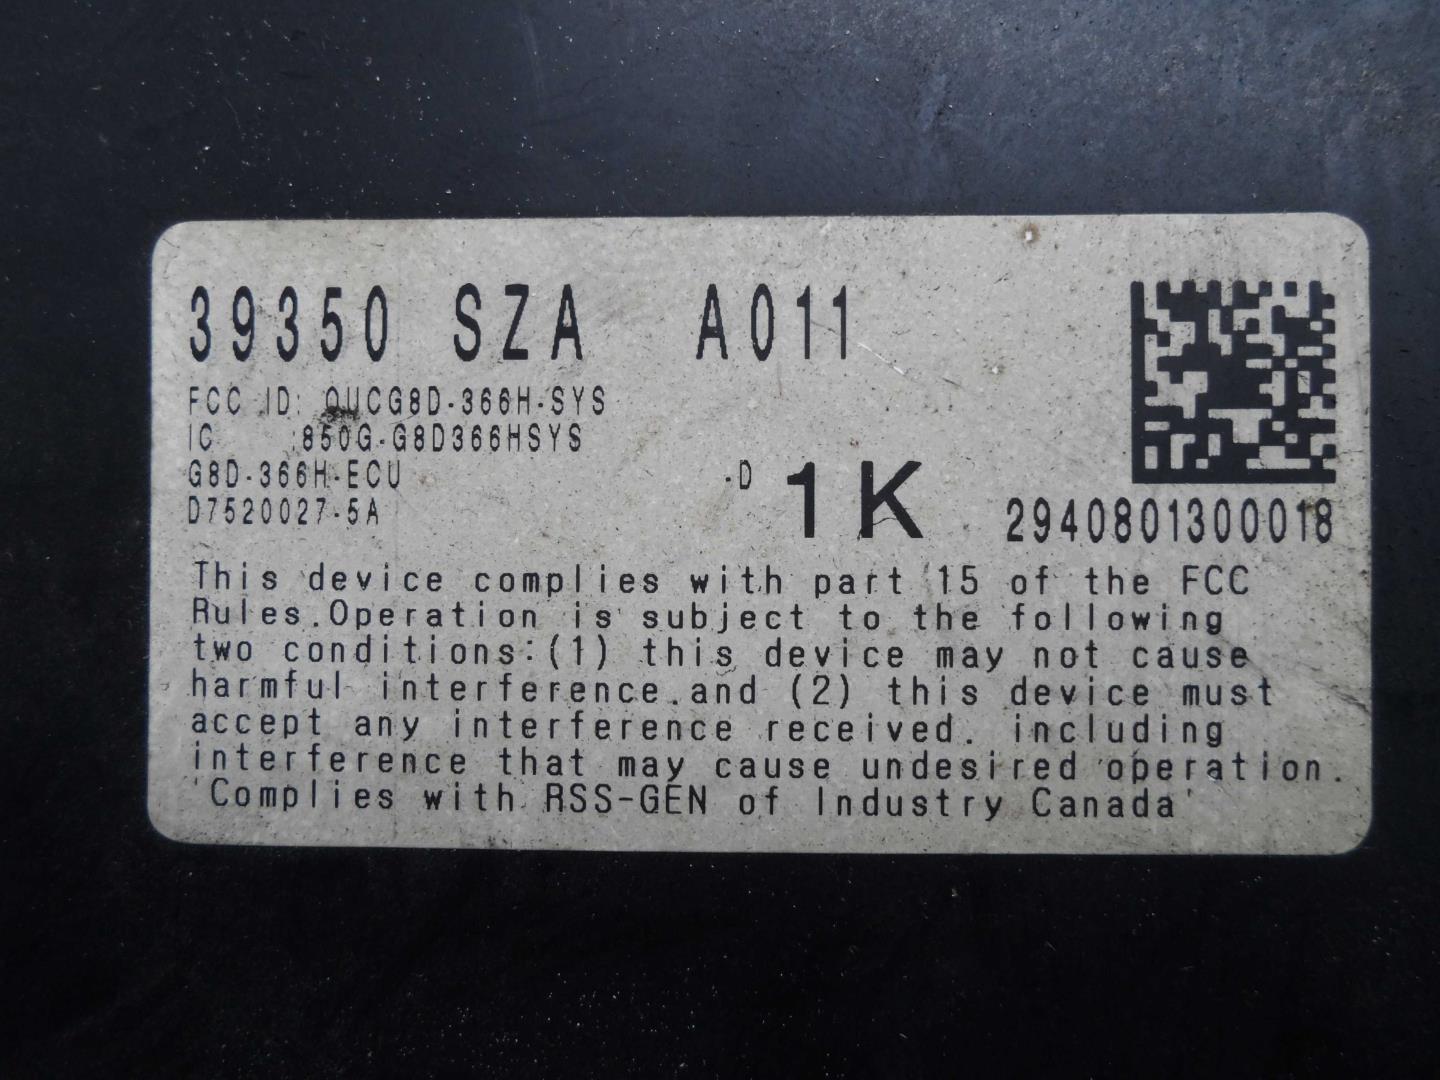 39350 SZA A011
FCC ID: OUCG8D-366H-SYS
IC :850G-G8D366HSYS
G8D-366H-ECU
D7520027-5A
.D 1K
2940801300018
This device complies with part 15 of the FCC
Rules.Operation is subject to the following
two conditions:(1) this device may not cause
harmful interference.and (2) this device must
accept any interference received. including
interference that may cause undesired operation.
'Complies with RSS-GEN of Industry Canada'